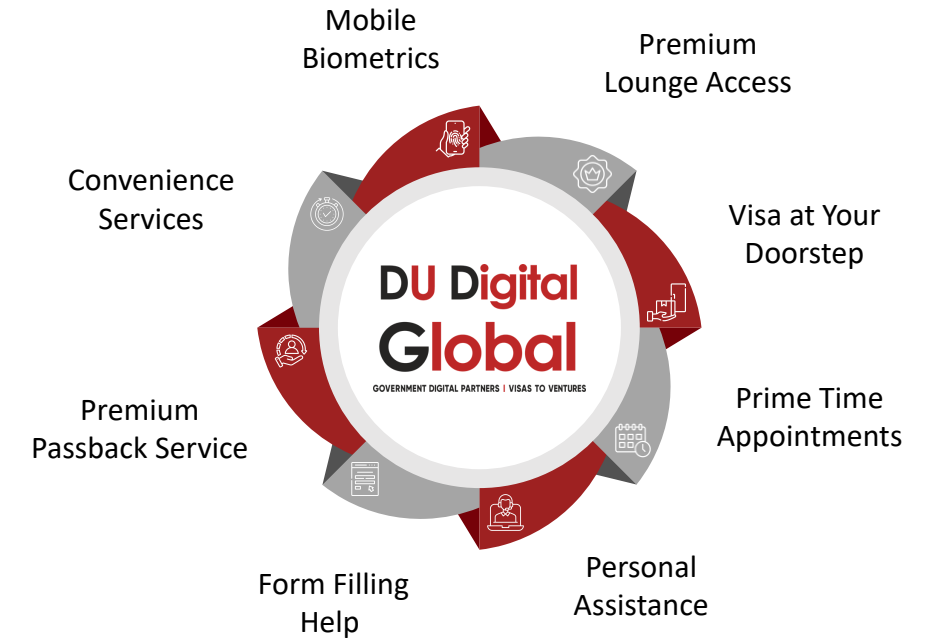 Mobile
Biometrics
Premium
Lounge Access
Convenience
Services
Visa at Your
Doorstep
DU Digital
Global
GOVERNMENT DIGITAL PARTNERS | VISAS TO VENTURES
Premium
Passback Service
Prime Time
Appointments
Form Filling
Help
Personal
Assistance